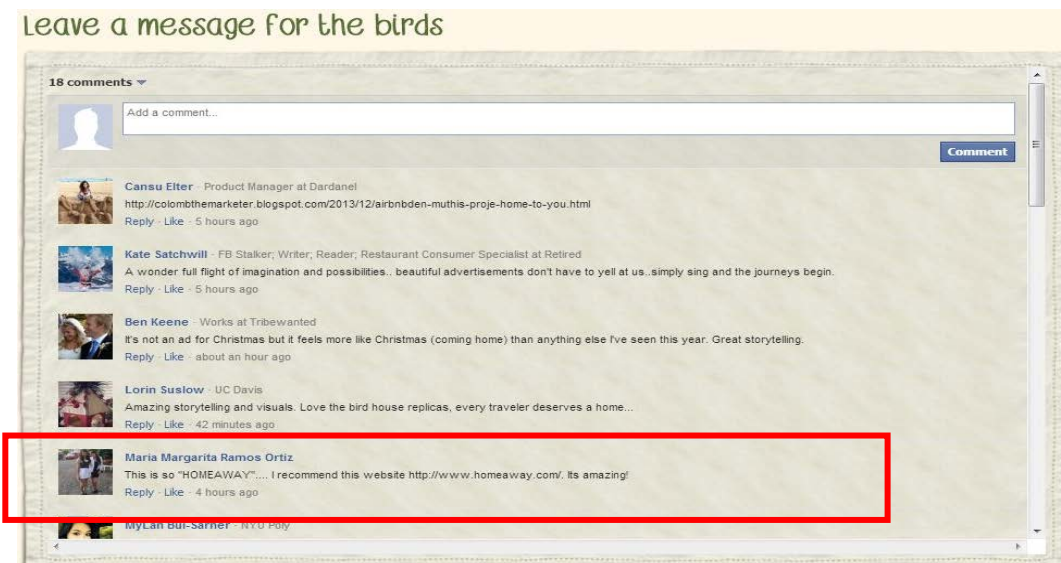 Leave a message for the birds
18 comments
Add a comment...
Comment
Cansu Elter · Product Manager at Dardanel
http://colombthemarketer.blogspot.com/2013/12/airbnbden-muthis-proje-home-to-you.html
Reply · Like · 5 hours ago
Kate Satchwill · FB Stalker; Writer; Reader; Restaurant Consumer Specialist at Retired
A wonder full flight of imagination and possibilities.. beautiful advertisements don't have to yell at us..simply sing and the journeys begin.
Reply · Like · 5 hours ago
Ben Keene · Works at Tribewanted
It's not an ad for Christmas but it feels more like Christmas (coming home) than anything else I've seen this year. Great storytelling.
Reply · Like · about an hour ago
Lorin Suslow · UC Davis
Amazing storytelling and visuals. Love the bird house replicas, every traveler deserves a home...
Reply · Like · 42 minutes ago
Maria Margarita Ramos Ortiz
This is so "HOMEAWAY".... I recommend this website http://www.homeaway.com/. Its amazing!
Reply · Like · 4 hours ago
MyLan Bui-Sarner · NYU Poly